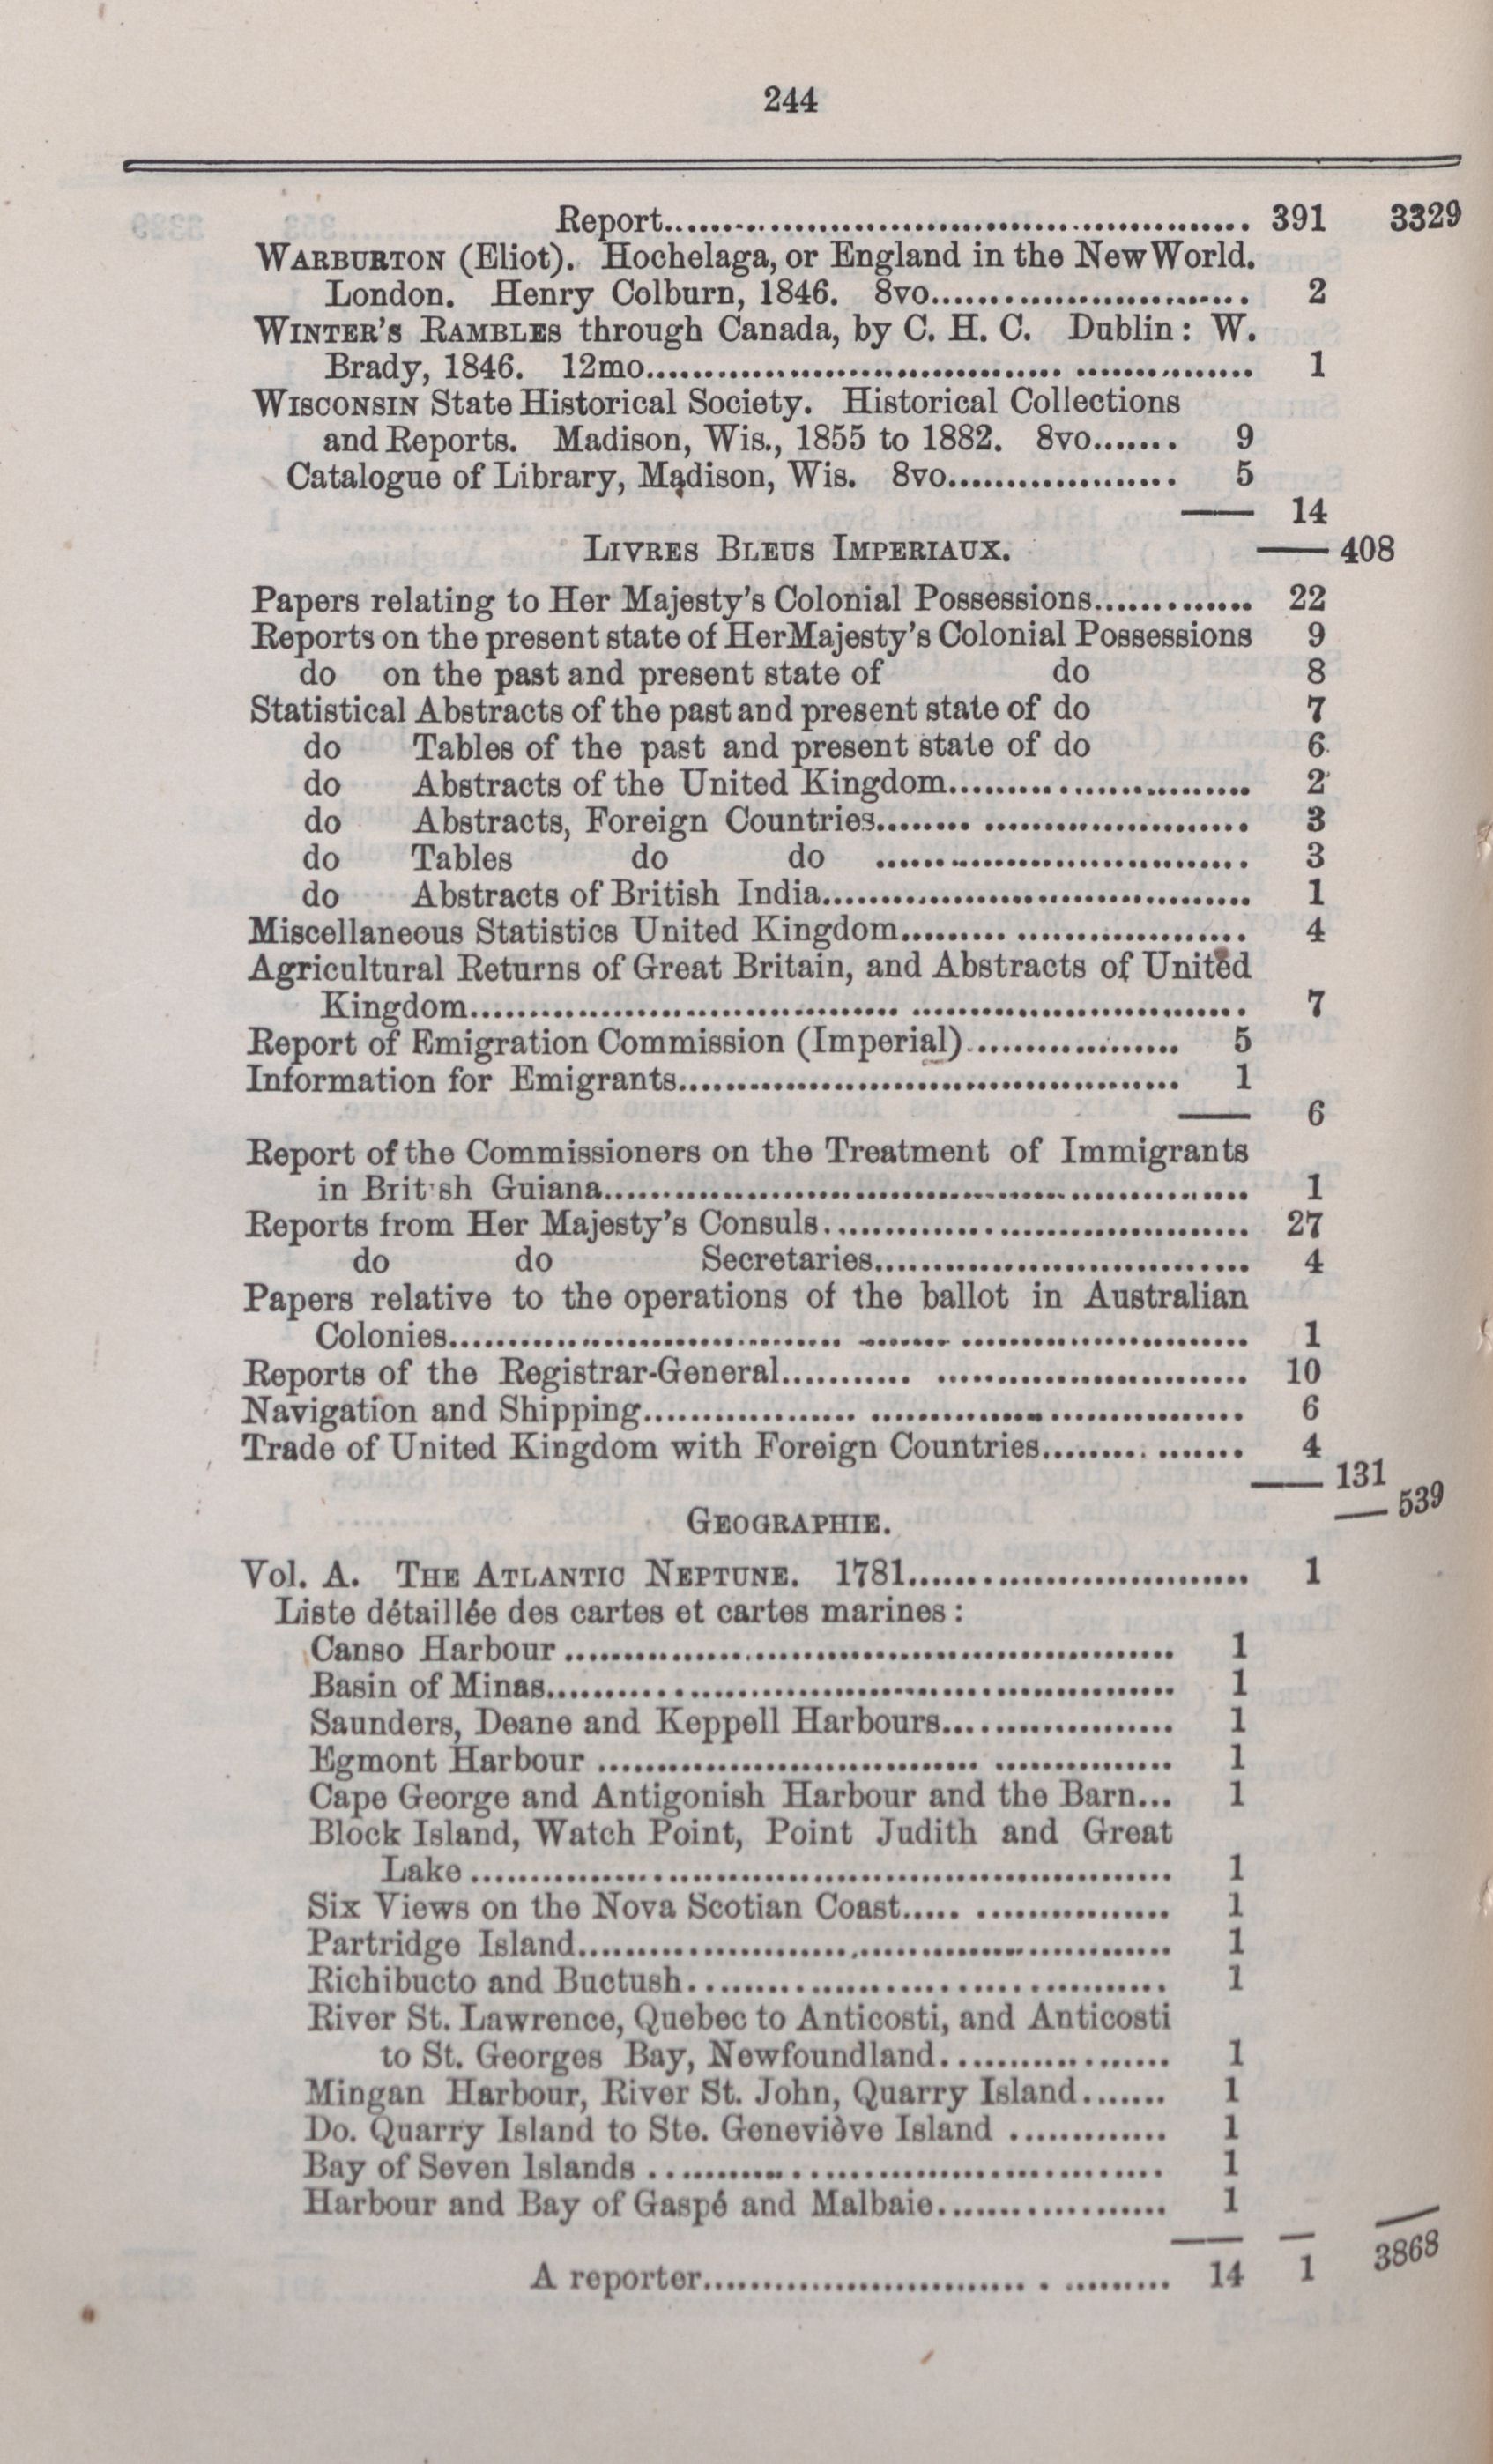 244
Report........ 391 3329
WARBURTON (Eliot). Hochelaga, or England in the New World.
London. Henry Colburn, 1846. 8vo........ 2
WINTER'S RAMBLES through Canada, by C. H. C. Dublin: W.
Brady, 1846. 12mo........ 1
WISCONSIN State Historical Society. Historical Collections
and Reports. Madison, Wis., 1855 to 1882. 8vo....... 9
Catalogue of Library, Madison, Wis. 8vo........ 5
14
LIVRES BLEUS IMPERIAUX. 408
Papers relating to Her Majesty's Colonial Possessions........ 22
Reports on the present state of Her Majesty's Colonial Possessions 9
do on the past and present state of do 8
Statistical Abstracts of the past and present state of do 7
do Tables of the past and present state of do 6
do Abstracts of the United Kingdom........ 2
do Abstracts, Foreign Countries........ 3
do Tables do do ........ 3
do Abstracts of British India........ 1
Miscellaneous Statistics United Kingdom........ 4
Agricultural Returns of Great Britain, and Abstracts of United
Kingdom........ 7
Report of Emigration Commission (Imperial)........ 5
Information for Emigrants........ 1
6
Report of the Commissioners on the Treatment of Immigrants
in Brit sh Guiana........ 1
Reports from Her Majesty's Consuls........ 27
do do Secretaries........ 4
Papers relative to the operations of the ballot in Australian
Colonies........ 1
Reports of the Registrar-General........ 10
Navigation and Shipping........ 6
Trade of United Kingdom with Foreign Countries........ 4
131
539
GEOGRAPHIE.
Vol. A. THE ATLANTIC NEPTUNE. 1781........ 1
Liste détaillée des cartes et cartes marines :
Canso Harbour ........ 1
Basin of Minas........ 1
Saunders, Deane and Keppell Harbours........ 1
Egmont Harbour ........ 1
Cape George and Antigonish Harbour and the Barn... 1
Block Island, Watch Point, Point Judith and Great
Lake ........ 1
Six Views on the Nova Scotian Coast........ 1
Partridge Island........ 1
Richibucto and Buctush........ 1
River St. Lawrence, Quebec to Anticosti, and Anticosti
to St. Georges Bay, Newfoundland........ 1
Mingan Harbour, River St. John, Quarry Island....... 1
Do. Quarry Island to Ste. Geneviève Island ........ 1
Bay of Seven Islands ........ 1
Harbour and Bay of Gaspé and Malbaie........ 1
A reporter........ 14 1 3868